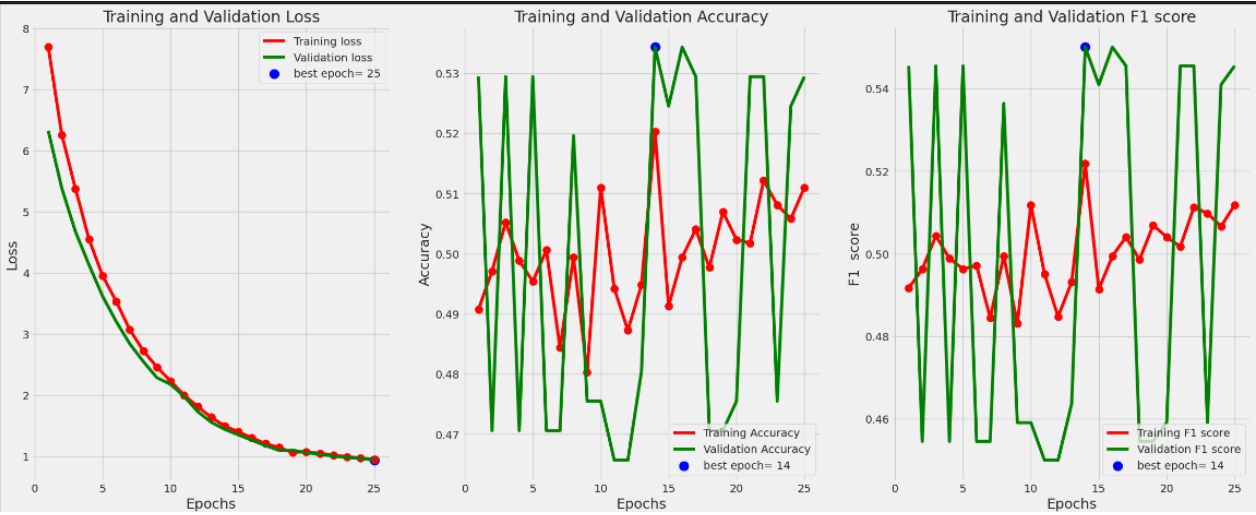 Training and Validation Loss
8
7
6
5
4
3
2
1
Loss
0
5
10
15
20
25
Epochs
Training loss
Validation loss
best epoch= 25
Training and Validation Accuracy
0.53
0.52
0.51
0.50
0.49
0.48
0.47
Accuracy
0
5
10
15
20
25
Epochs
Training Accuracy
Validation Accuracy
best epoch= 14
Training and Validation F1 score
0.54
0.52
0.50
0.48
0.46
F1 score
0
5
10
15
20
25
Epochs
Training F1 score
Validation F1 score
best epoch= 14